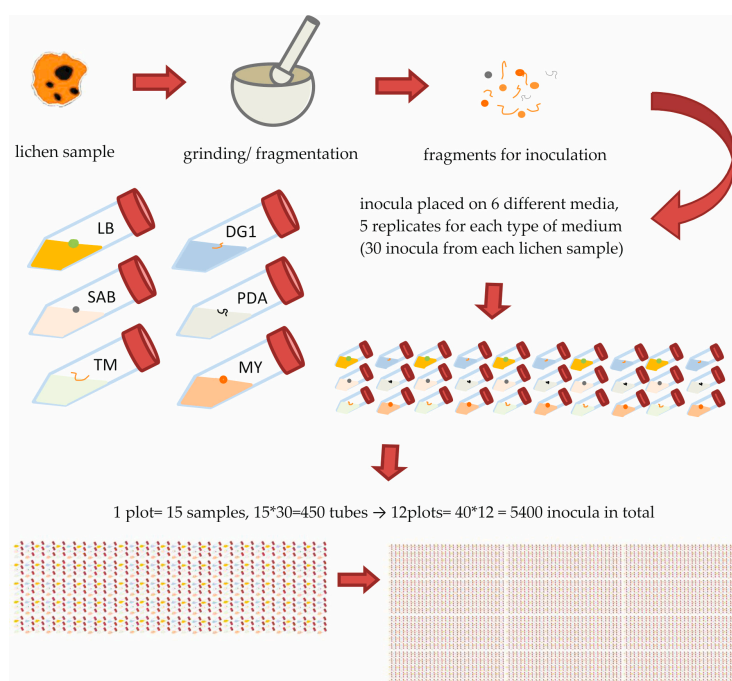 lichen sample
grinding/ fragmentation
fragments for inoculation
inocula placed on 6 different media,
5 replicates for each type of medium
(30 inocula from each lichen sample)
LB
DG1
SAB
PDA
TM
MY
1 plot= 15 samples, 15*30=450 tubes → 12plots= 40*12 = 5400 inocula in total